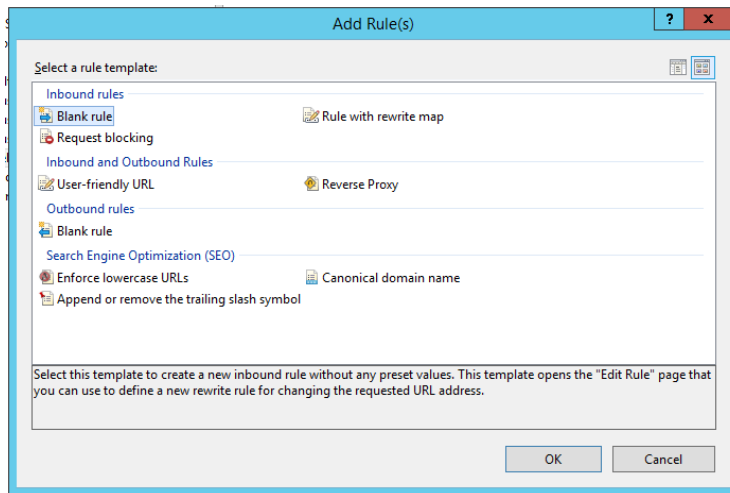 Add Rule(s)
?
x
Select a rule template:
Inbound rules
Blank rule
Rule with rewrite map
Request blocking
Inbound and Outbound Rules
User-friendly URL
Reverse Proxy
Outbound rules
Blank rule
Search Engine Optimization (SEO)
Enforce lowercase URLs
Canonical domain name
Append or remove the trailing slash symbol
Select this template to create a new inbound rule without any preset values. This template opens the "Edit Rule" page that
you can use to define a new rewrite rule for changing the requested URL address.
OK
Cancel